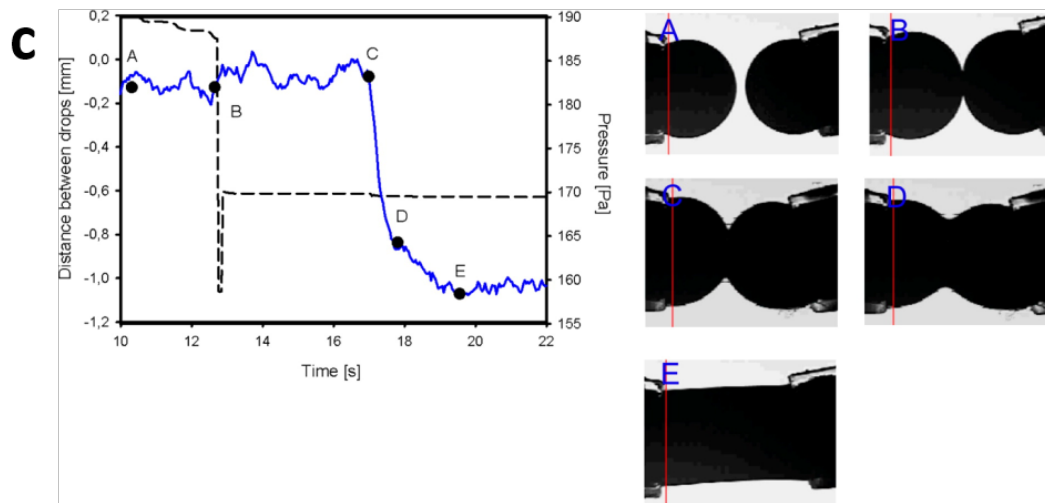 c
0,2
0,0
-0,2
-0,4
-0,6
-0,8
-1,0
-1,2
Distance between drops [mm]
A
B
C
D
E
190
185
180
175
170
165
160
155
Pressure [Pa]
10
12
14
16
18
20
22
Time [s]
A
B
C
D
E